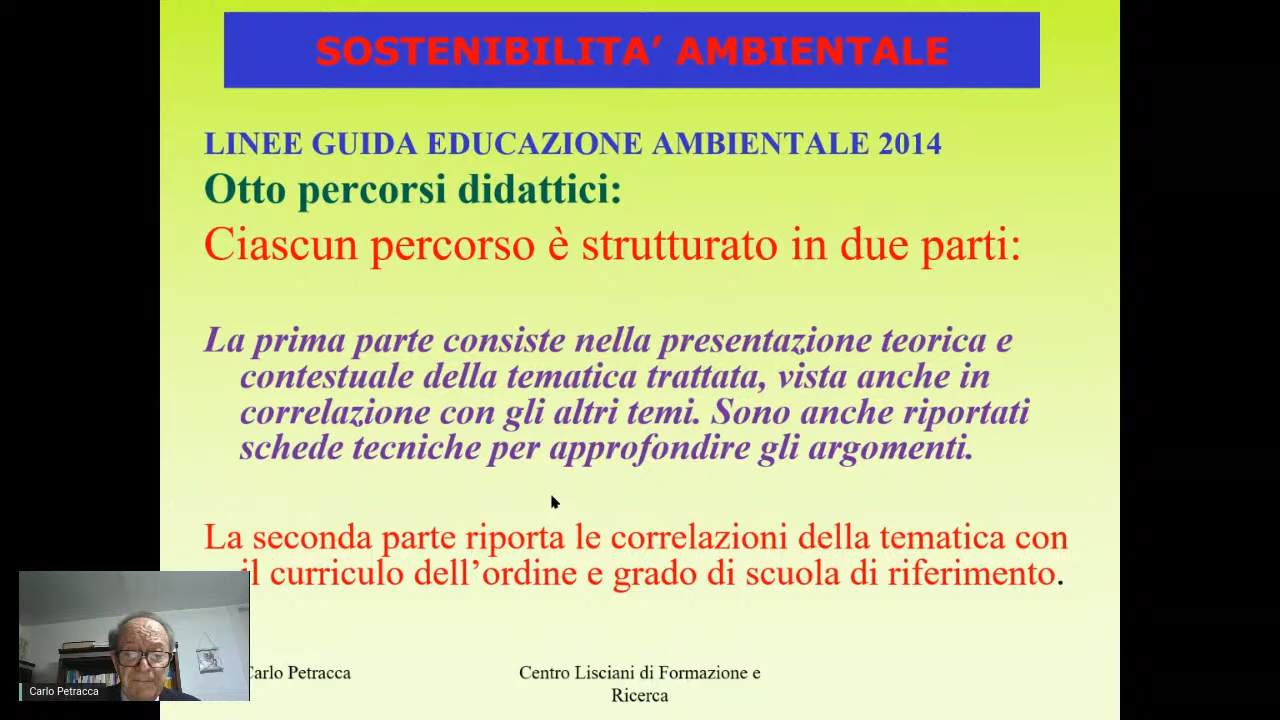 SOSTENIBILITA’ AMBIENTALE
LINEE GUIDA EDUCAZIONE AMBIENTALE 2014
Otto percorsi didattici:
Ciascun percorso è strutturato in due parti:
La prima parte consiste nella presentazione teorica e
contestuale della tematica trattata, vista anche in
correlazione con gli altri temi. Sono anche riportati
schede tecniche per approfondire gli argomenti.
La seconda parte riporta le correlazioni della tematica con
il curriculo dell’ordine e grado di scuola di riferimento.
Carlo Petracca
Centro Lisciani di Formazione e
Ricerca
Carlo Petracca